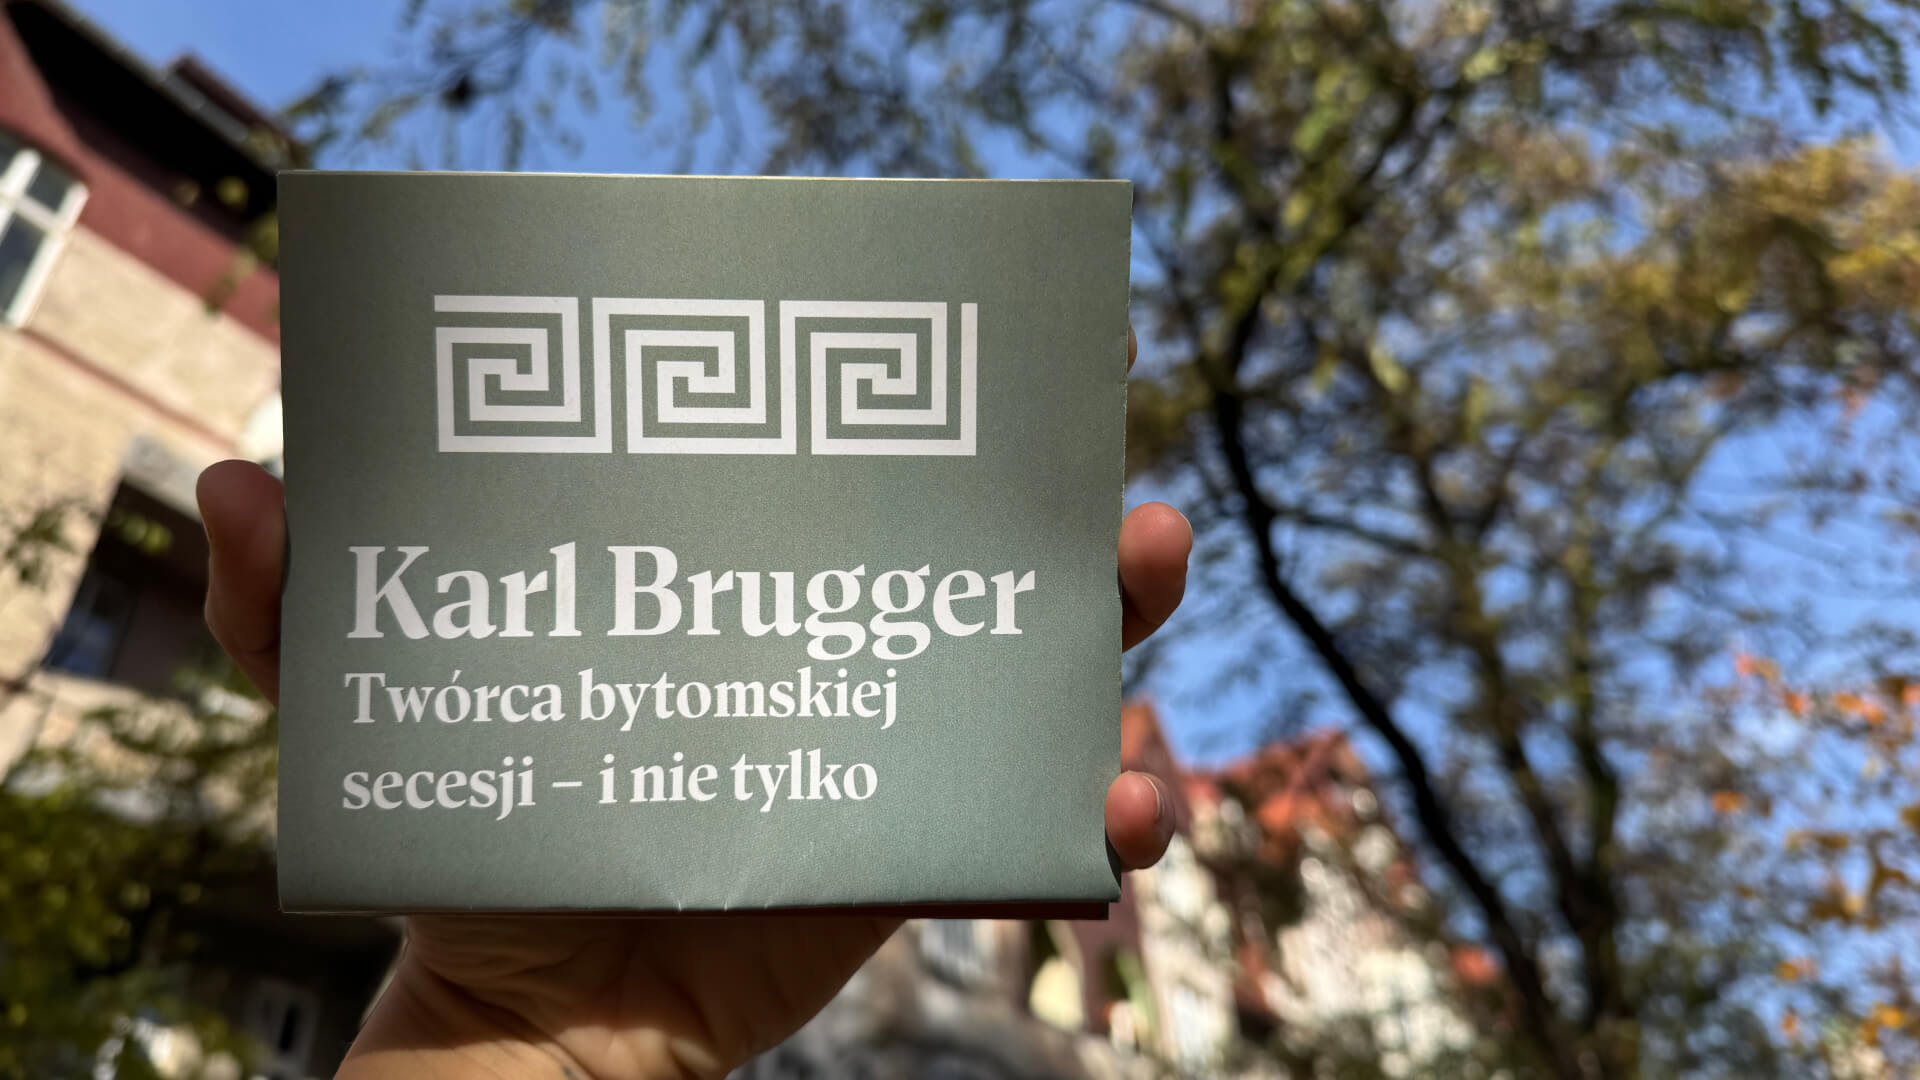 Karl Brugger
Twórca bytomskiej
secesji – i nie tylko